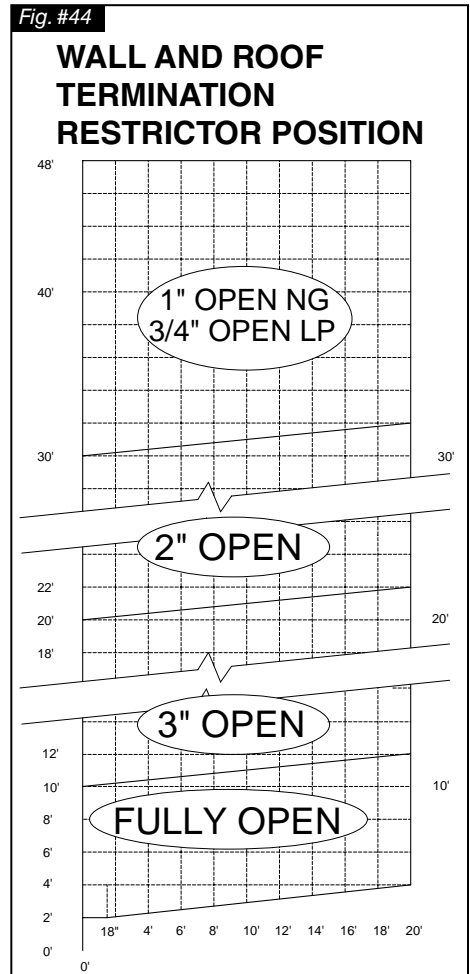 Fig. #44
WALL AND ROOF
TERMINATION
RESTRICTOR POSITION
48'
40'
1" OPEN NG
3/4" OPEN LP
30' 30'
2" OPEN
22'
20' 20'
18'
3" OPEN
12'
10' 10'
8' FULLY OPEN
6'
4'
2'
18" 4' 6' 8' 10' 12' 14' 16' 18' 20'
0'
0'